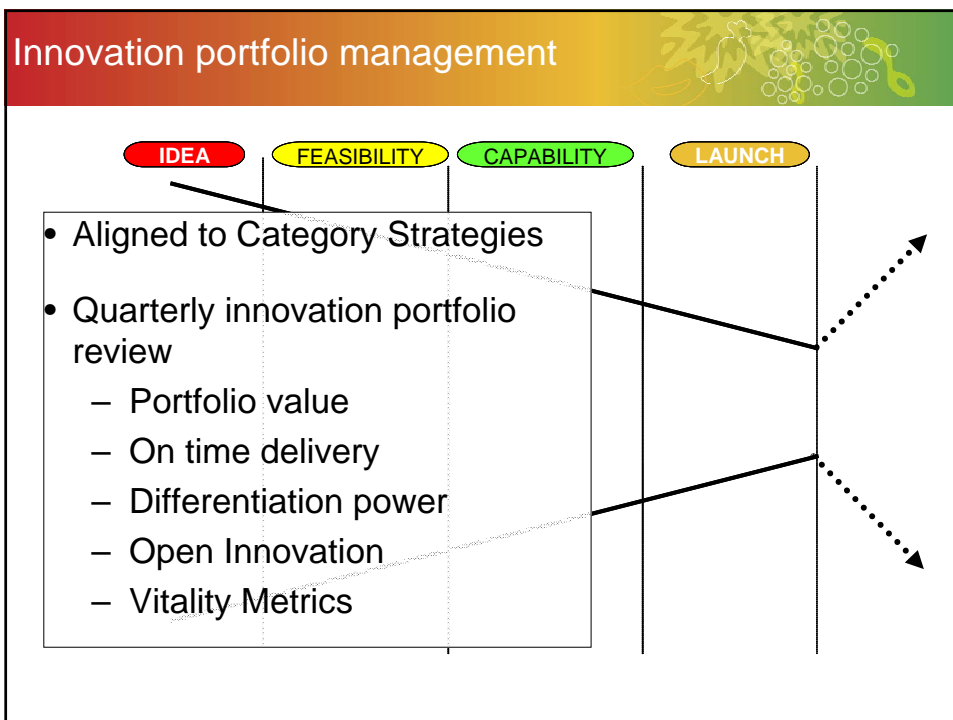 Innovation portfolio management
IDEA
FEASIBILITY
CAPABILITY
LAUNCH
• Aligned to Category Strategies
• Quarterly innovation portfolio
review
– Portfolio value
– On time delivery
– Differentiation power
– Open Innovation
– Vitality Metrics